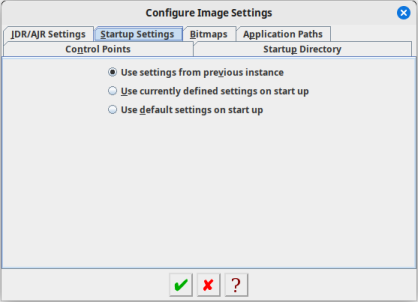 Configure Image Settings
JDR/AJR Settings Startup Settings Bitmaps Application Paths
Control Points Startup Directory
Use settings from previous instance
Use currently defined settings on start up
Use default settings on start up
?